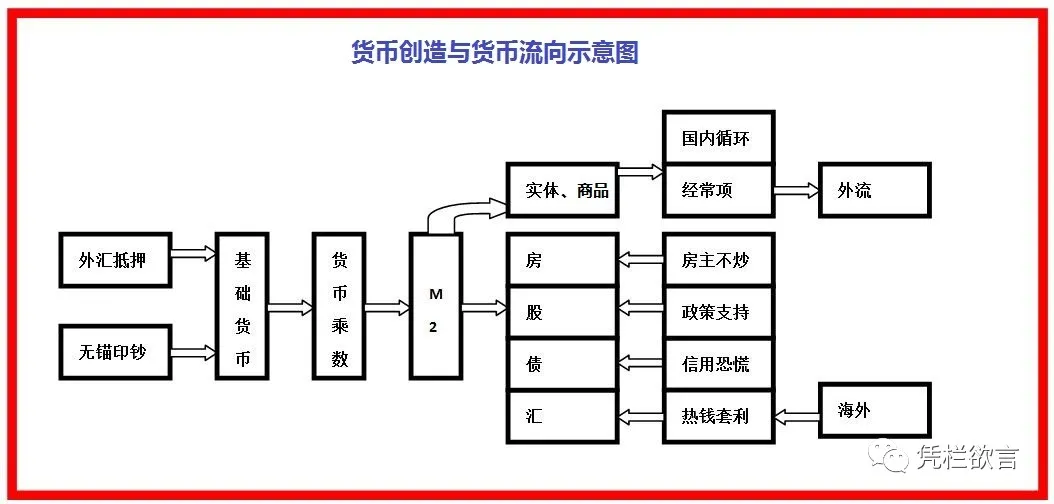 货币创造与货币流向示意图
国内循环
实体、商品
经常项
外流
外汇抵押
无锚印钞
基础货币
货币乘数
M2
房
房主不炒
股
政策支持
债
信用恐慌
汇
热钱套利
海外
凭栏欲言